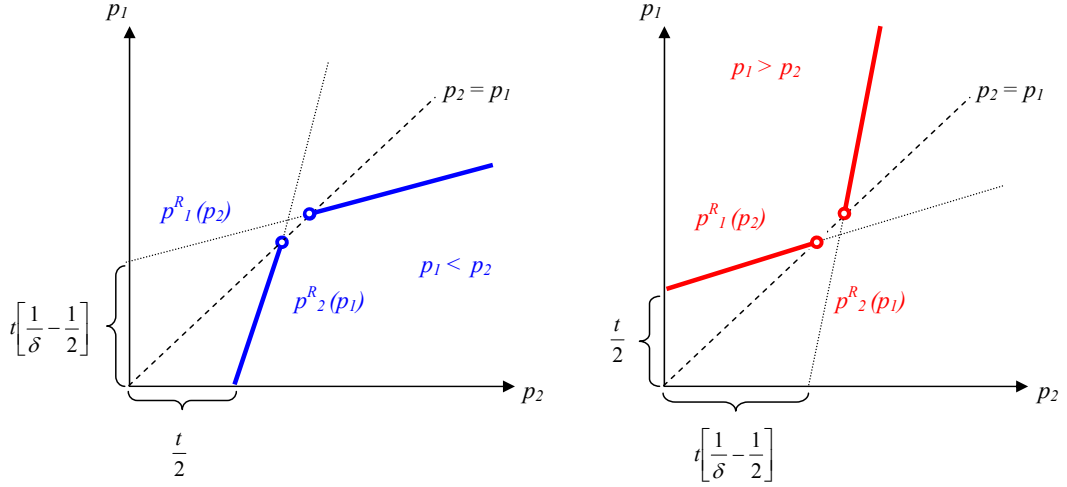 p₁
p₂ = p₁
pᴿ₁(p₂)
p₁ < p₂
pᴿ₂(p₁)
t[1/δ − 1/2]
p₂
t/2
p₁
p₁ > p₂
p₂ = p₁
pᴿ₁(p₂)
pᴿ₂(p₁)
t/2
p₂
t[1/δ − 1/2]